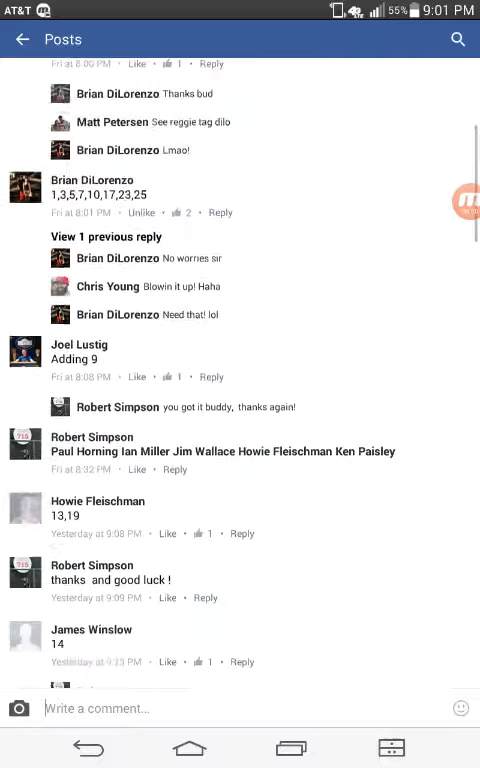 AT&T 55% 9:01 PM
Posts
Fri at 8:00 PM • Like • 1 • Reply
Brian DiLorenzo Thanks bud
Matt Petersen See reggie tag dilo
Brian DiLorenzo Lmao!
Brian DiLorenzo
1,3,5,7,10,17,23,25
Fri at 8:01 PM • Unlike • 2 • Reply
View 1 previous reply
Brian DiLorenzo No worries sir
Chris Young Blowin it up! Haha
Brian DiLorenzo Need that! lol
Joel Lustig
Adding 9
Fri at 8:08 PM • Like • 1 • Reply
Robert Simpson you got it buddy, thanks again!
Robert Simpson
Paul Horning Ian Miller Jim Wallace Howie Fleischman Ken Paisley
Fri at 8:32 PM • Like • Reply
Howie Fleischman
13,19
Yesterday at 9:08 PM • Like • 1 • Reply
Robert Simpson
thanks and good luck !
Yesterday at 9:09 PM • Like • Reply
James Winslow
14
Yesterday at 9:13 PM • Like • 1 • Reply
Write a comment...